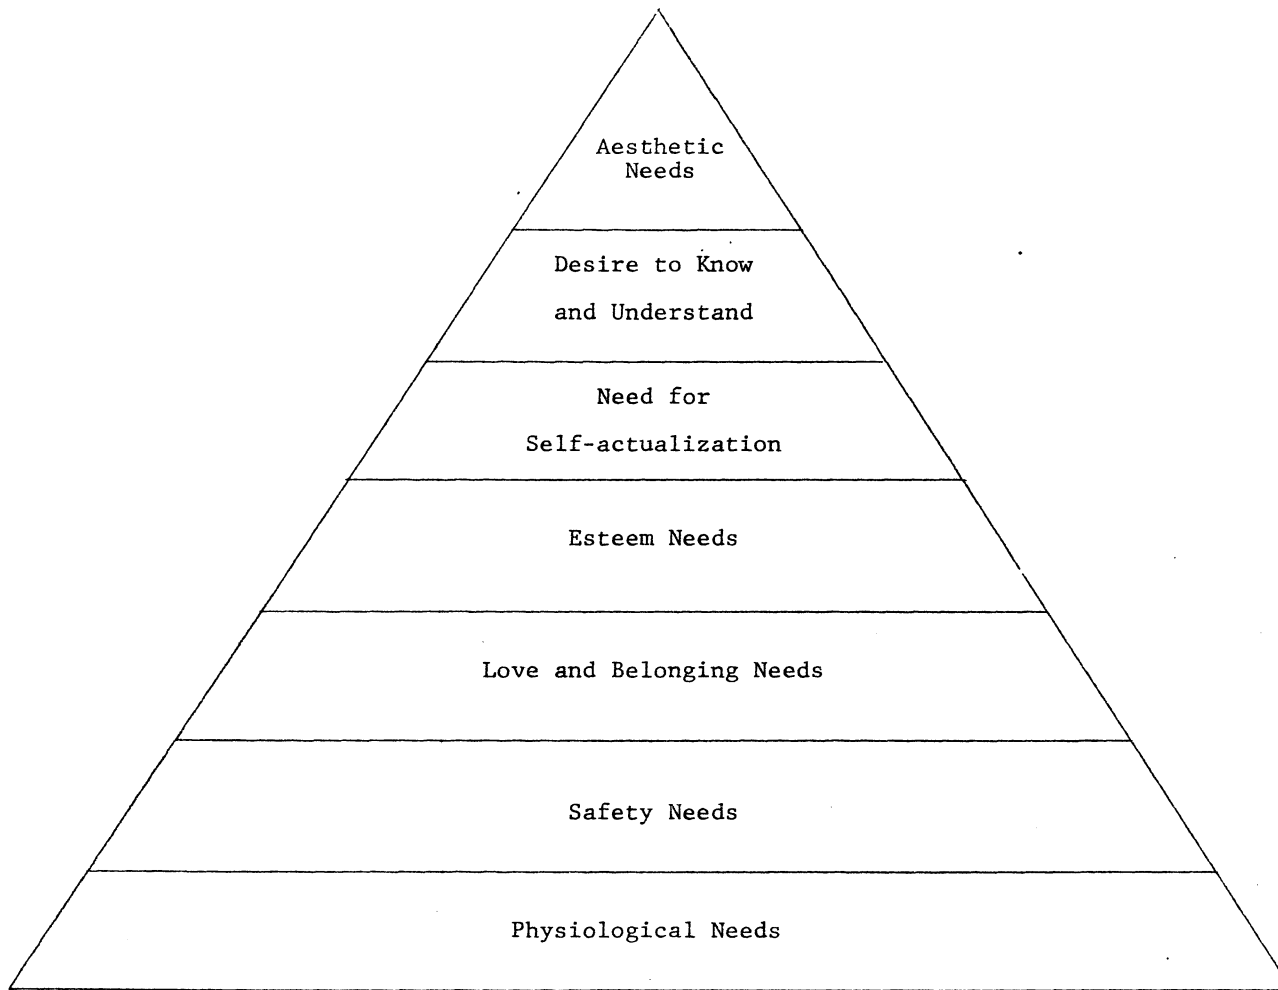 Aesthetic
Needs
Desire to Know
and Understand
Need for
Self-actualization
Esteem Needs
Love and Belonging Needs
Safety Needs
Physiological Needs